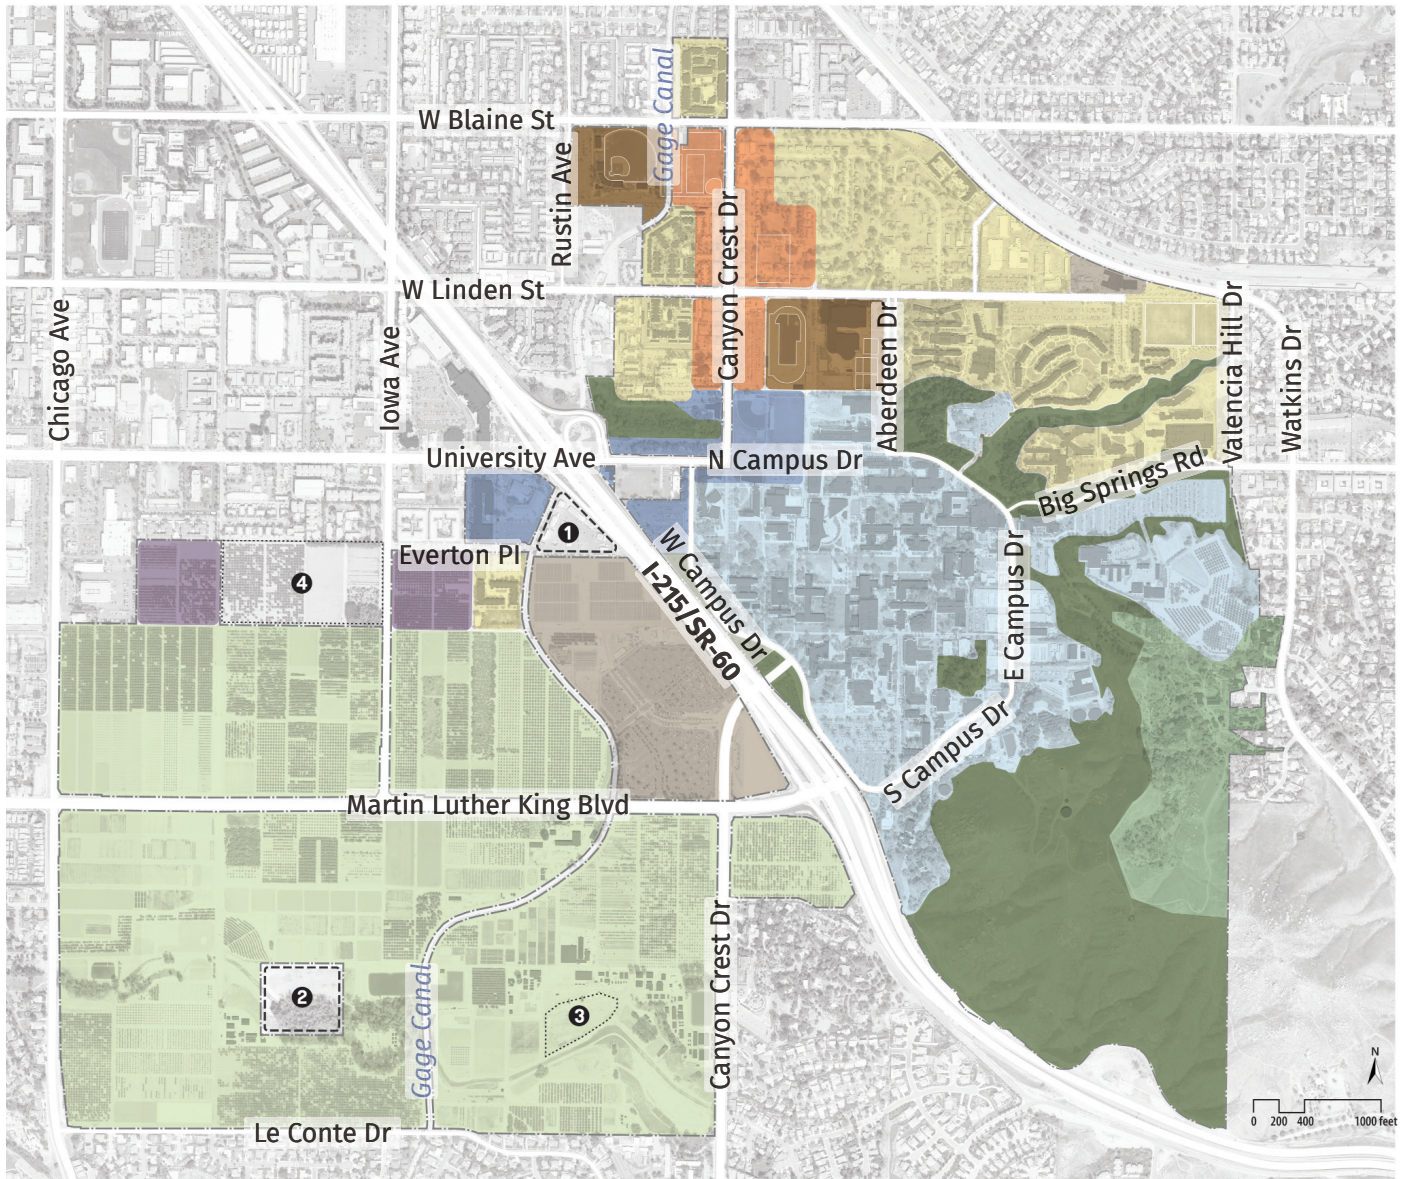 W Blaine St
Gage Canal
Rustin Ave
Canyon Crest Dr
W Linden St
Chicago Ave
Iowa Ave
Aberdeen Dr
Valencia Hill Dr
Watkins Dr
University Ave
N Campus Dr
Big Springs Rd
1
Everton Pl
W Campus Dr
I-215/SR-60
4
E Campus Dr
S Campus Dr
Martin Luther King Blvd
2
3
Gage Canal
Canyon Crest Dr
Le Conte Dr
N
0 200 400 1000 feet